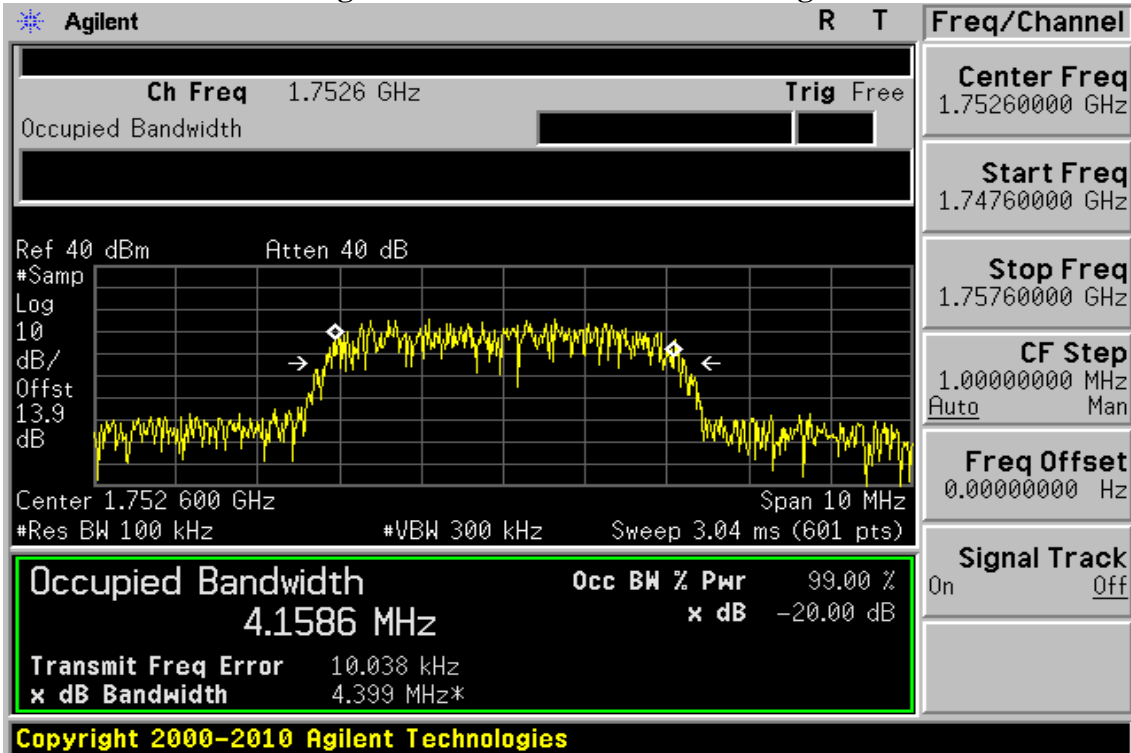 Agilent R T Freq/Channel
Ch Freq 1.7526 GHz Trig Free
Occupied Bandwidth
Center Freq
1.75260000 GHz
Start Freq
1.74760000 GHz
Stop Freq
1.75760000 GHz
CF Step
1.00000000 MHz
Auto Man
Freq Offset
0.00000000 Hz
Signal Track
On Off
Ref 40 dBm Atten 40 dB
#Samp
Log
10
dB/
Offst
13.9
dB
Center 1.752 600 GHz Span 10 MHz
#Res BW 100 kHz #VBW 300 kHz Sweep 3.04 ms (601 pts)
Occupied Bandwidth Occ BW % Pwr 99.00 %
4.1586 MHz x dB -20.00 dB
Transmit Freq Error 10.038 kHz
x dB Bandwidth 4.399 MHz*
Copyright 2000-2010 Agilent Technologies